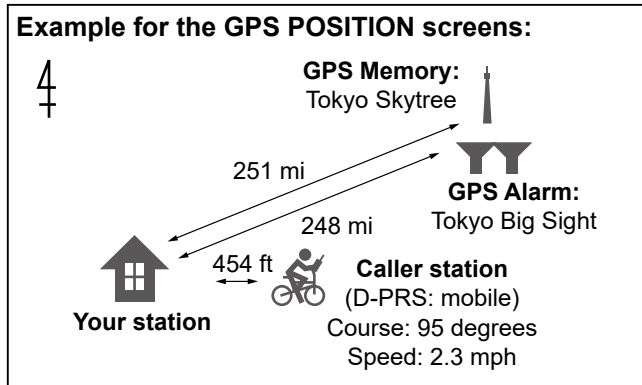 Example for the GPS POSITION screens:
GPS Memory:
Tokyo Skytree
251 mi
GPS Alarm:
Tokyo Big Sight
248 mi
454 ft
Your station
Caller station
(D-PRS: mobile)
Course: 95 degrees
Speed: 2.3 mph